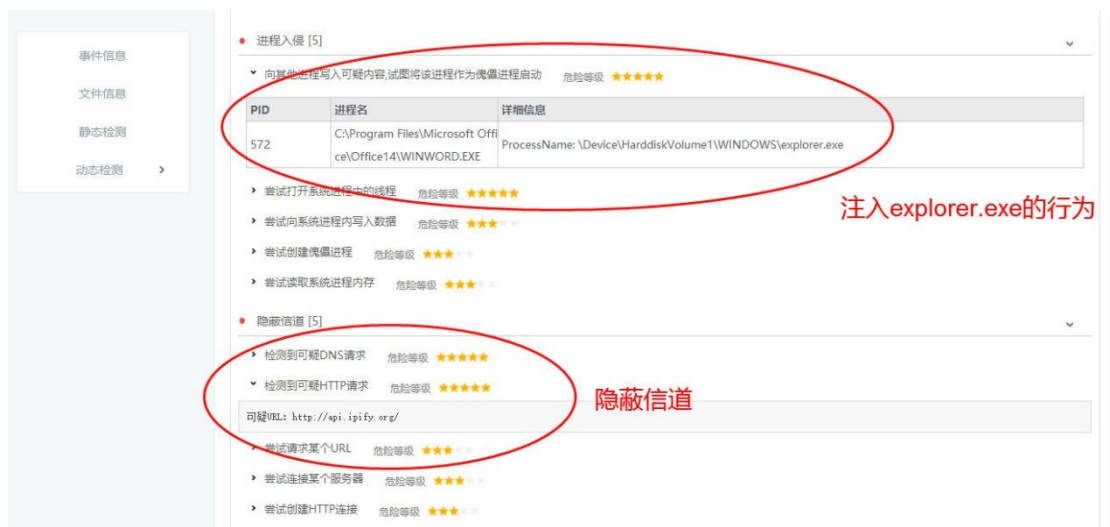 事件信息
文件信息
静态检测
动态检测
进程入侵 [5]
向其他进程写入可疑内容,试图将该进程作为傀儡进程启动 危险等级
PID 进程名 详细信息
572 C:\Program Files\Microsoft Offi
ce\Office14\WINWORD.EXE ProcessName: \Device\HarddiskVolume1\WINDOWS\explorer.exe
尝试打开系统进程中的线程 危险等级
注入explorer.exe的行为
尝试向系统进程内写入数据 危险等级
尝试创建傀儡进程 危险等级
尝试读取系统进程内存 危险等级
隐蔽信道 [5]
检测到可疑DNS请求 危险等级
检测到可疑HTTP请求 危险等级
隐蔽信道
可疑URL: http://api.ipify.org/
尝试请求某个URL 危险等级
尝试连接某个服务器 危险等级
尝试创建HTTP连接 危险等级